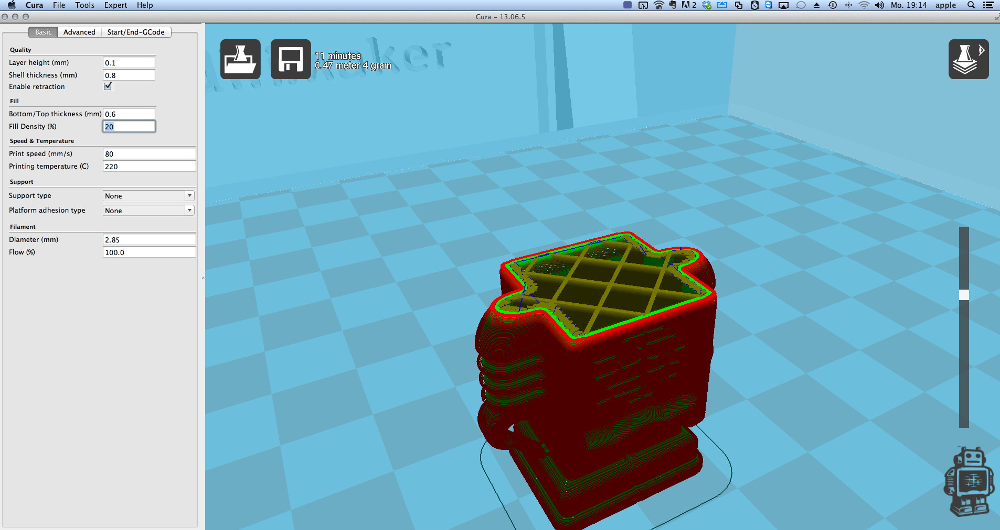 Cura File Tools Expert Help
2 Mo. 19:14 apple
Cura – 13.06.5
Basic Advanced Start/End-GCode
Quality
Layer height (mm) 0.1
Shell thickness (mm) 0.8
Enable retraction
Fill
Bottom/Top thickness (mm) 0.6
Fill Density (%) 20
Speed & Temperature
Print speed (mm/s) 80
Printing temperature (C) 220
Support
Support type None
Platform adhesion type None
Filament
Diameter (mm) 2.85
Flow (%) 100.0
11 minutes
0.47 meter 4 gram